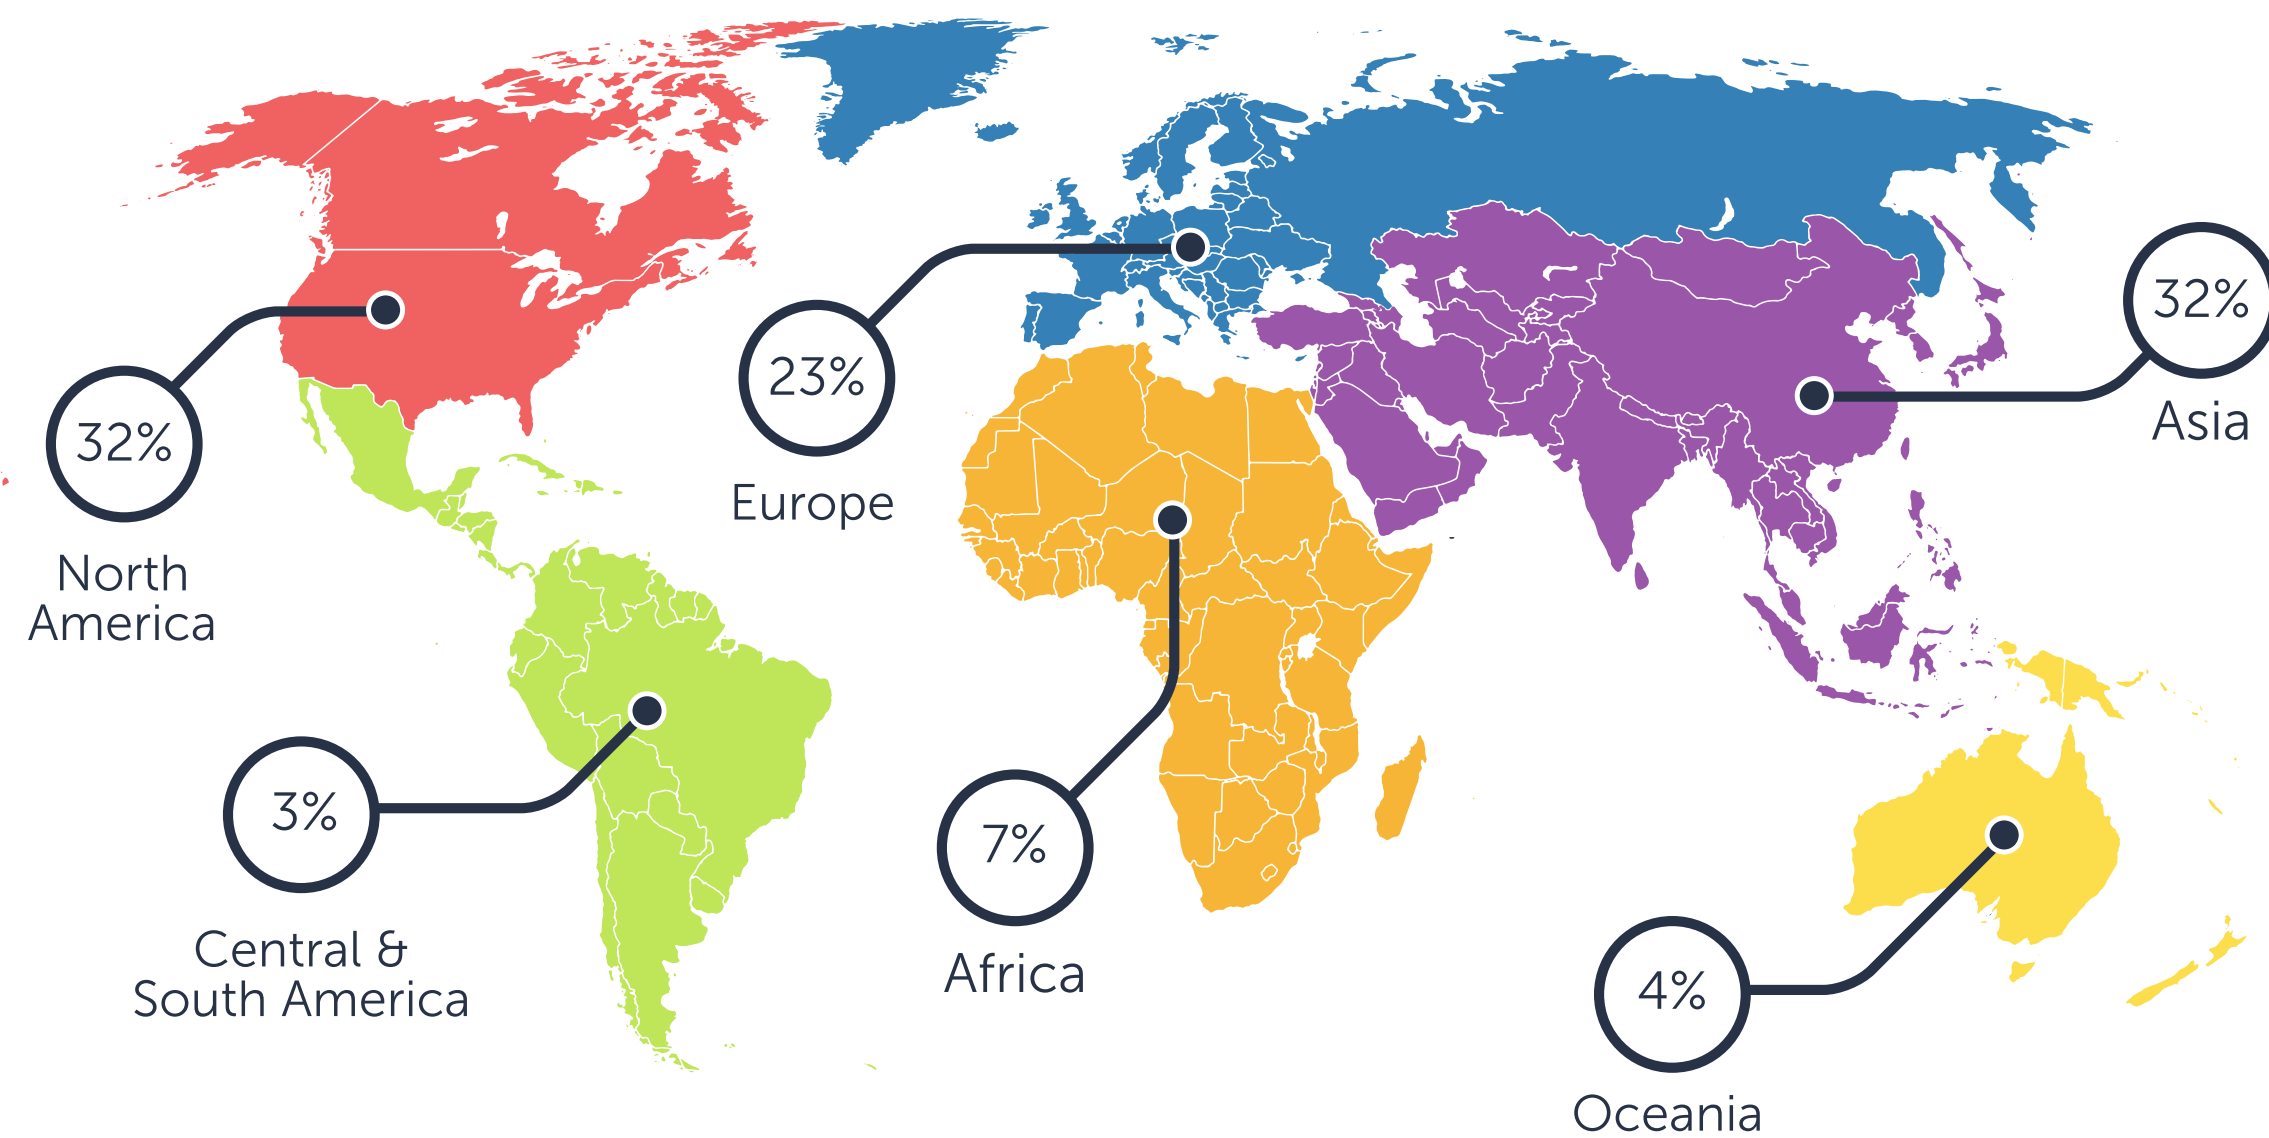 32%
North
America
23%
Europe
32%
Asia
3%
Central &
South America
7%
Africa
4%
Oceania